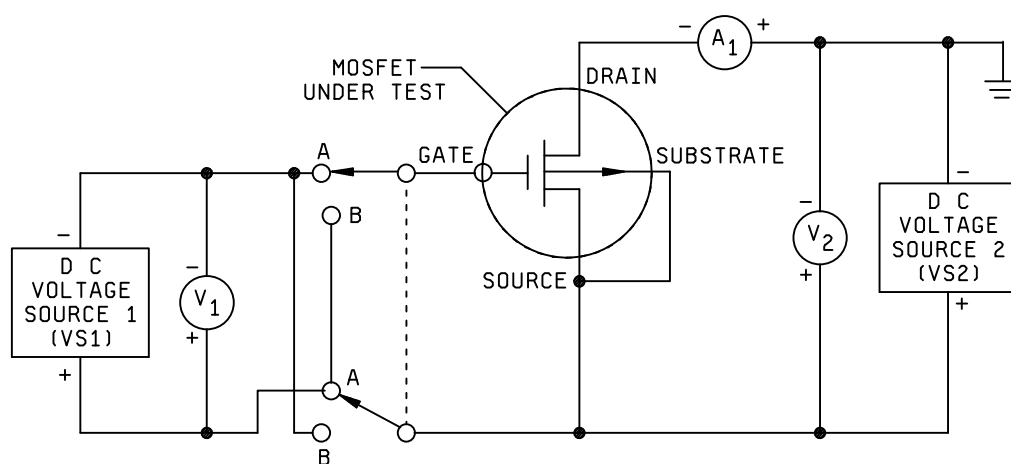 - A1 +
MOSFET
UNDER TEST
DRAIN
A
GATE
SUBSTRATE
B
-
D C
VOLTAGE
SOURCE 1
(VS1)
+
-
V1
+
SOURCE
-
V2
+
-
D C
VOLTAGE
SOURCE 2
(VS2)
+
A
B